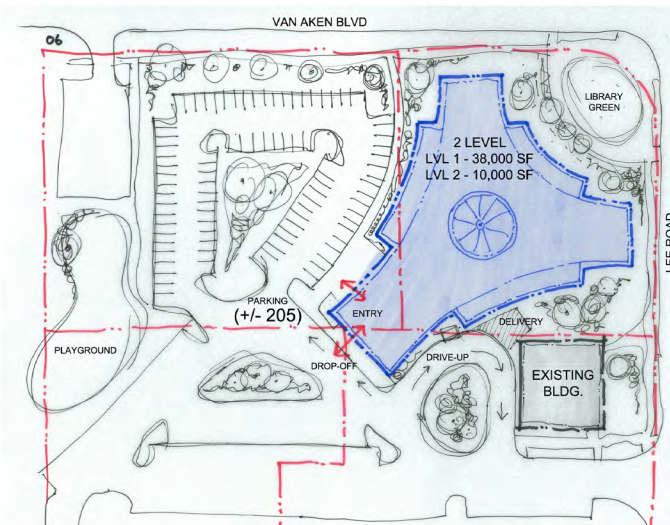 VAN AKEN BLVD
06
LIBRARY
GREEN
2 LEVEL
LVL 1 - 38,000 SF
LVL 2 - 10,000 SF
PARKING
(+/- 205)
ENTRY
DELIVERY
PLAYGROUND
DROP-OFF
DRIVE-UP
EXISTING
BLDG.